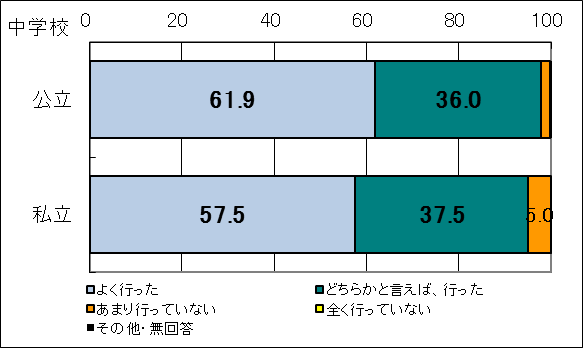 中学校 0 20 40 60 80 100
公立 61.9 36.0
私立 57.5 37.5 5.0
よく行った どちらかと言えば、行った
あまり行っていない 全く行っていない
その他・無回答